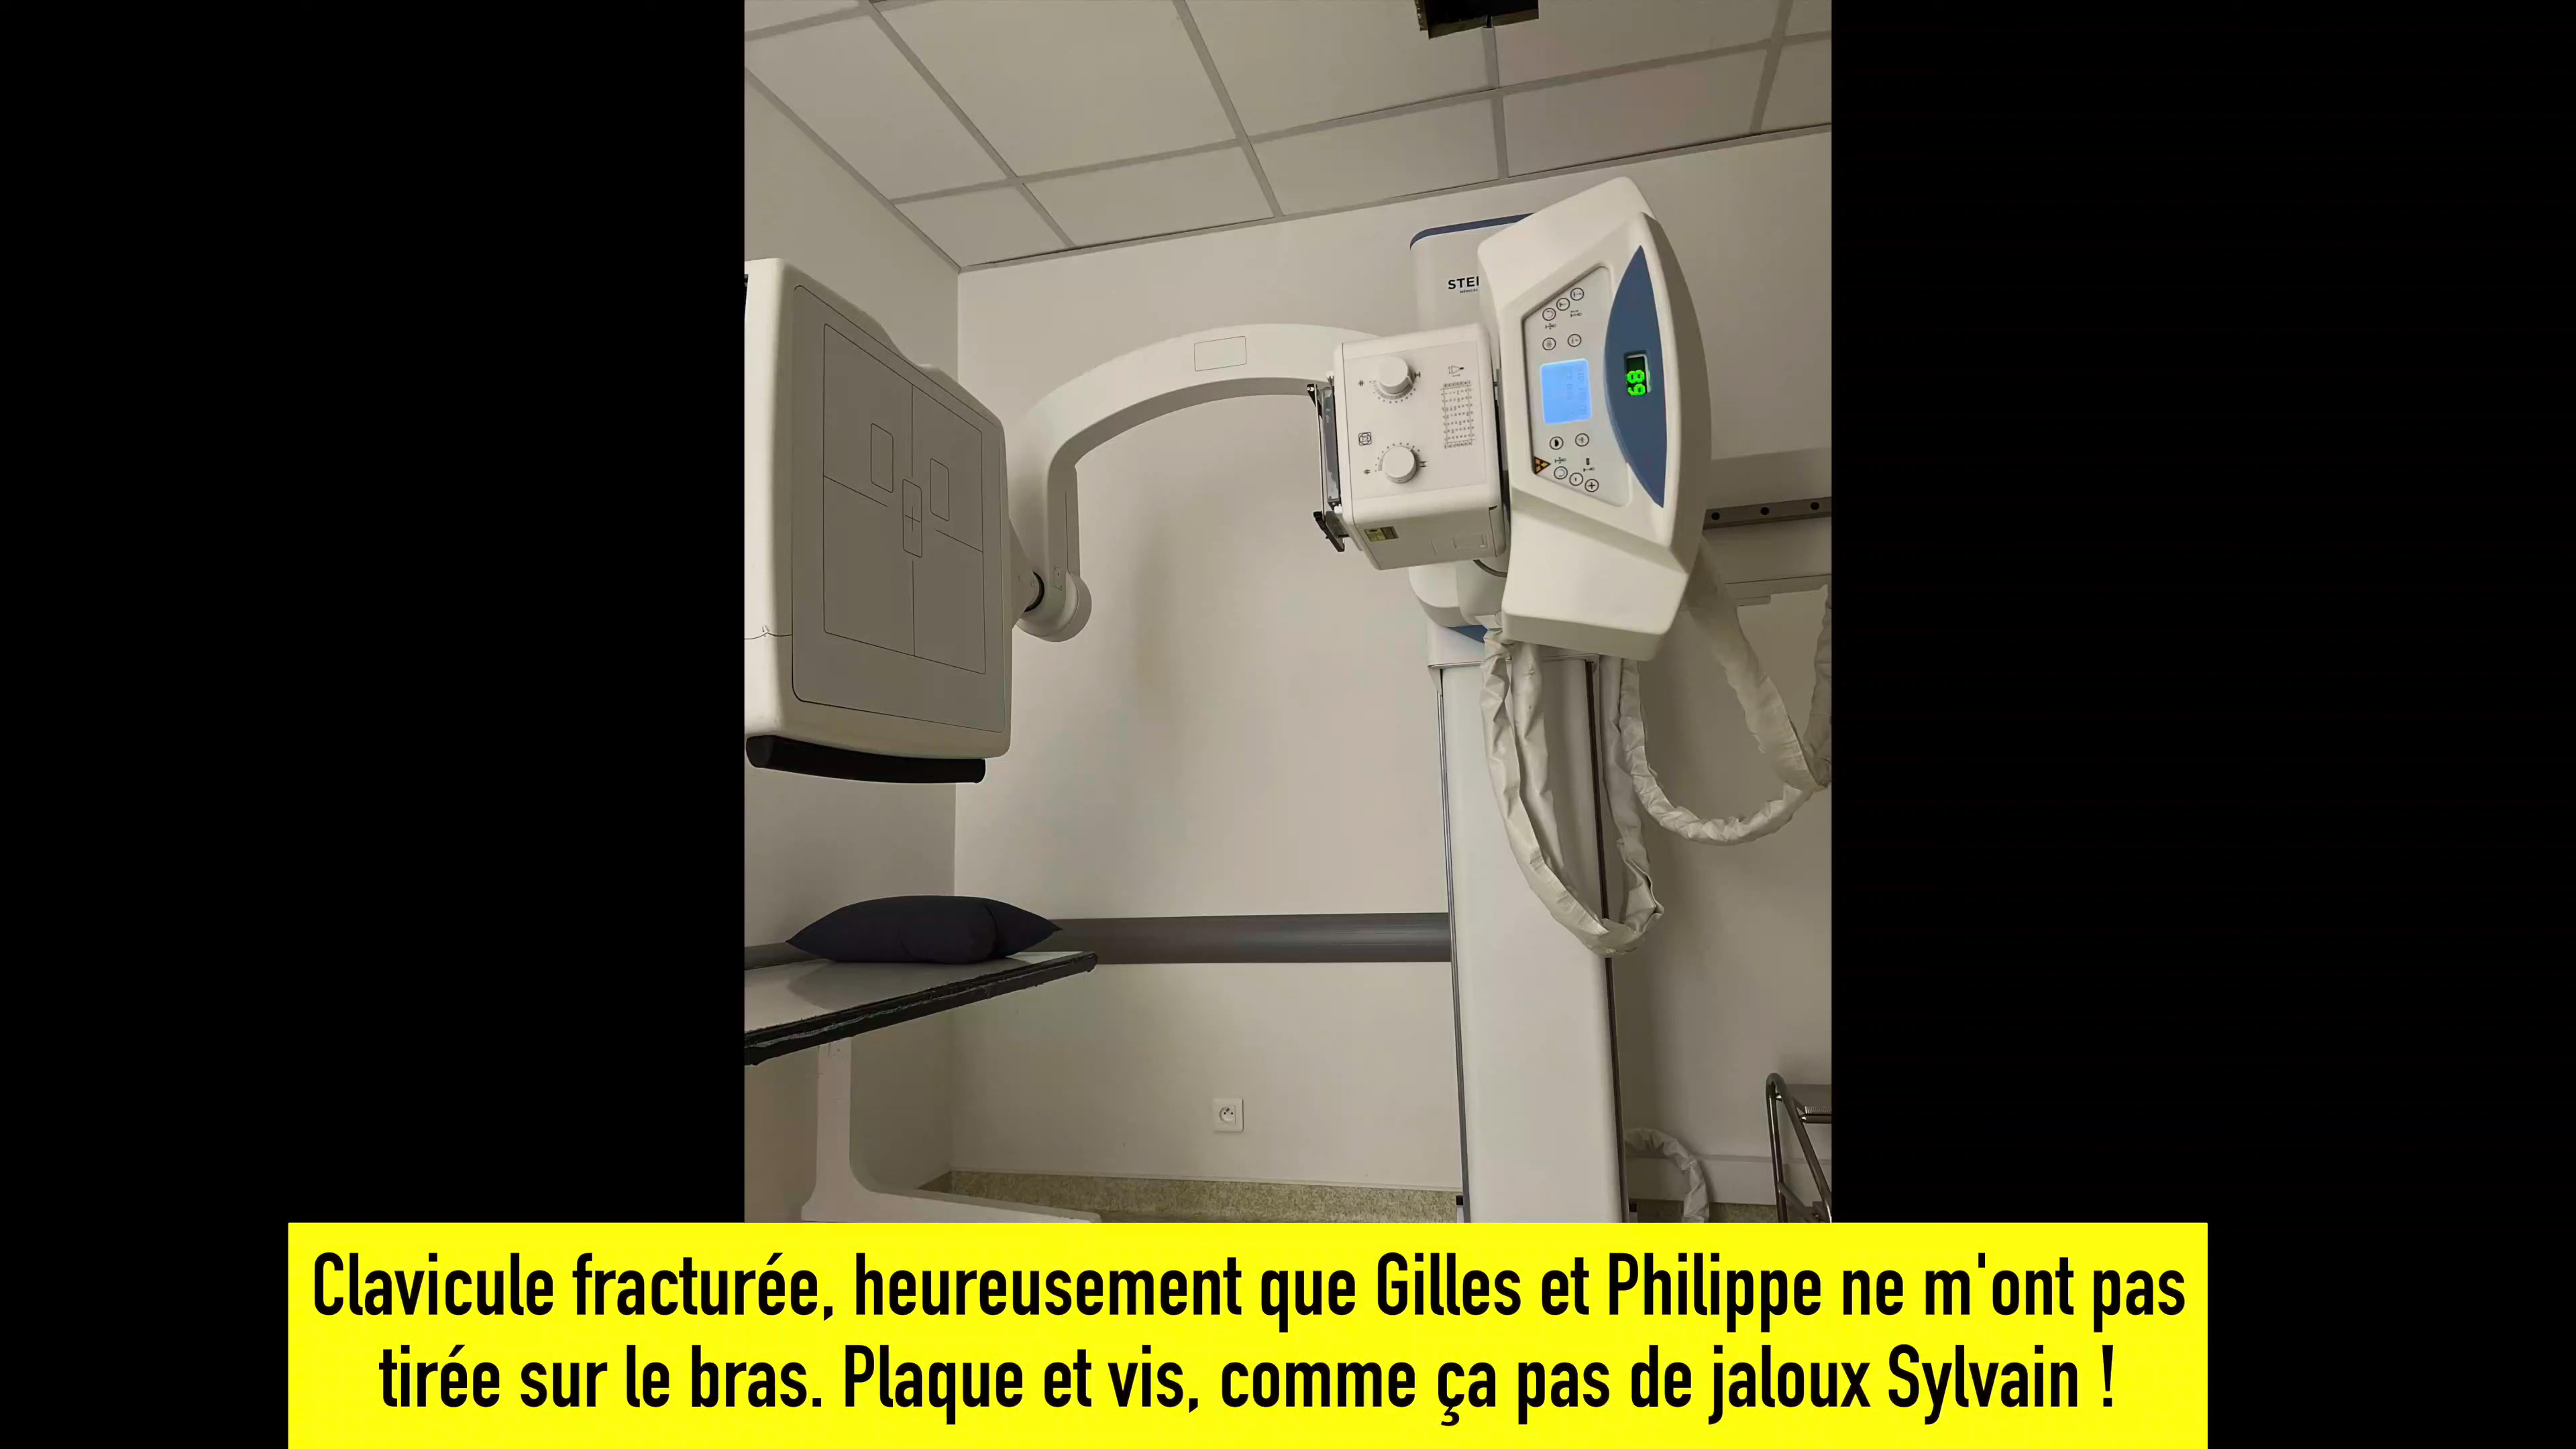 68
Clavicule fracturée, heureusement que Gilles et Philippe ne m'ont pas
tirée sur le bras. Plaque et vis, comme ça pas de jaloux Sylvain !